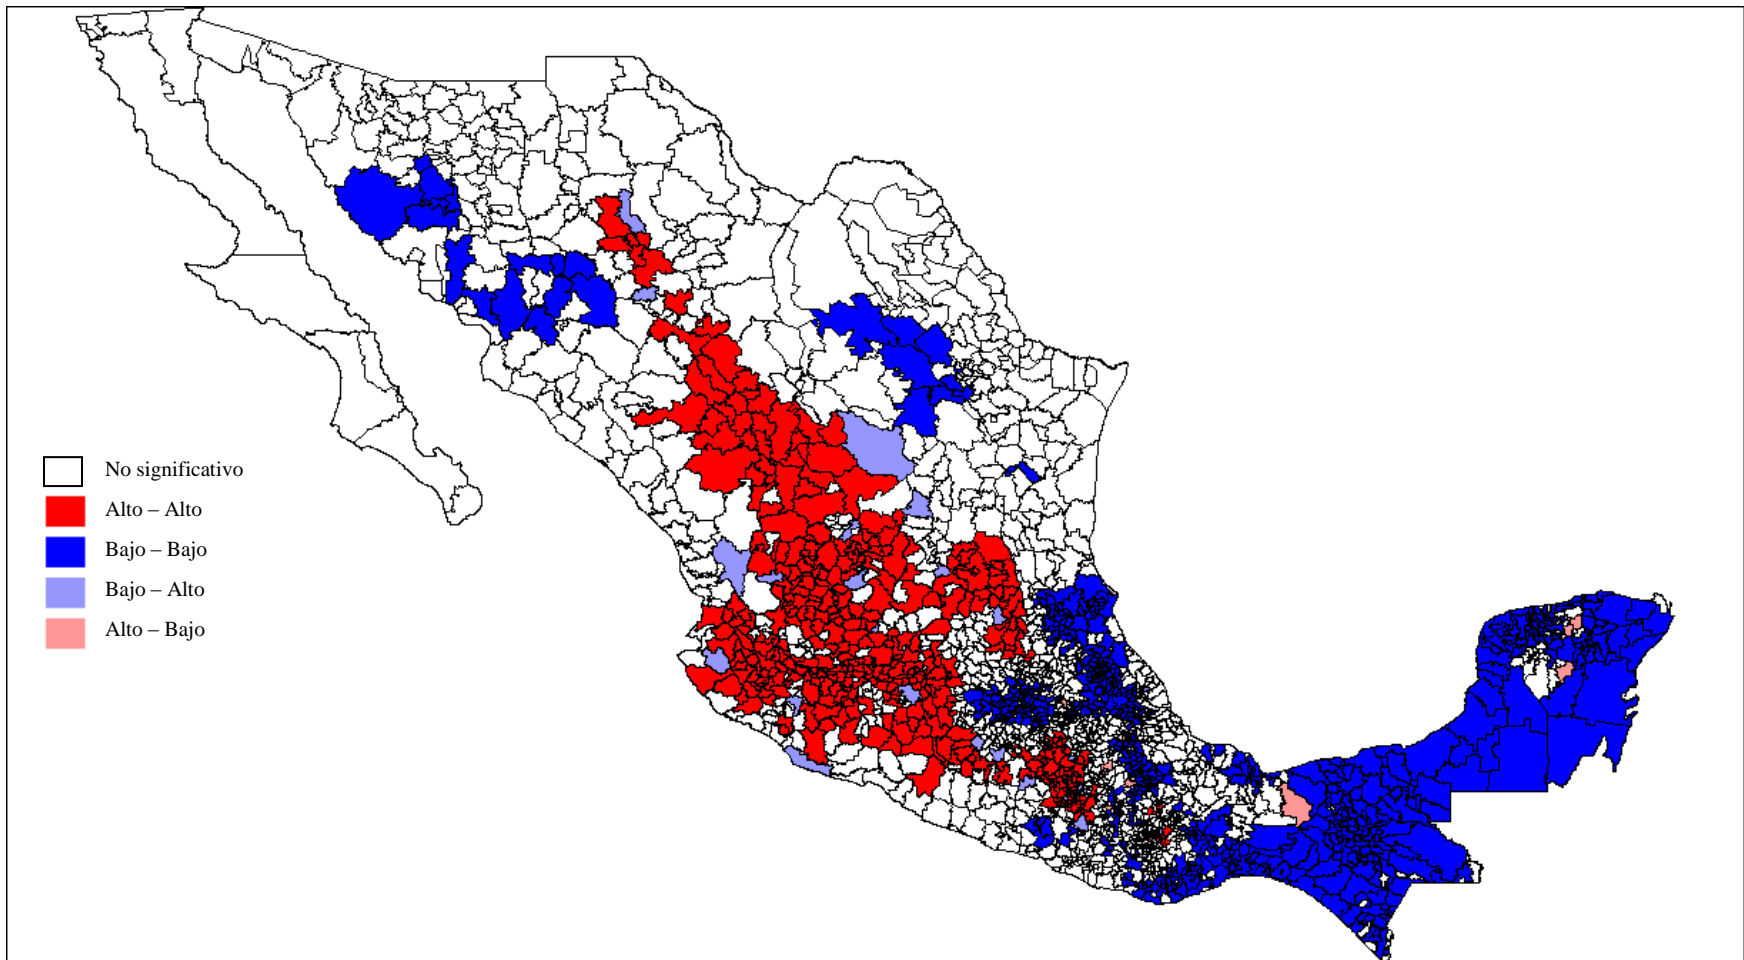 No significativo
Alto – Alto
Bajo – Bajo
Bajo – Alto
Alto – Bajo